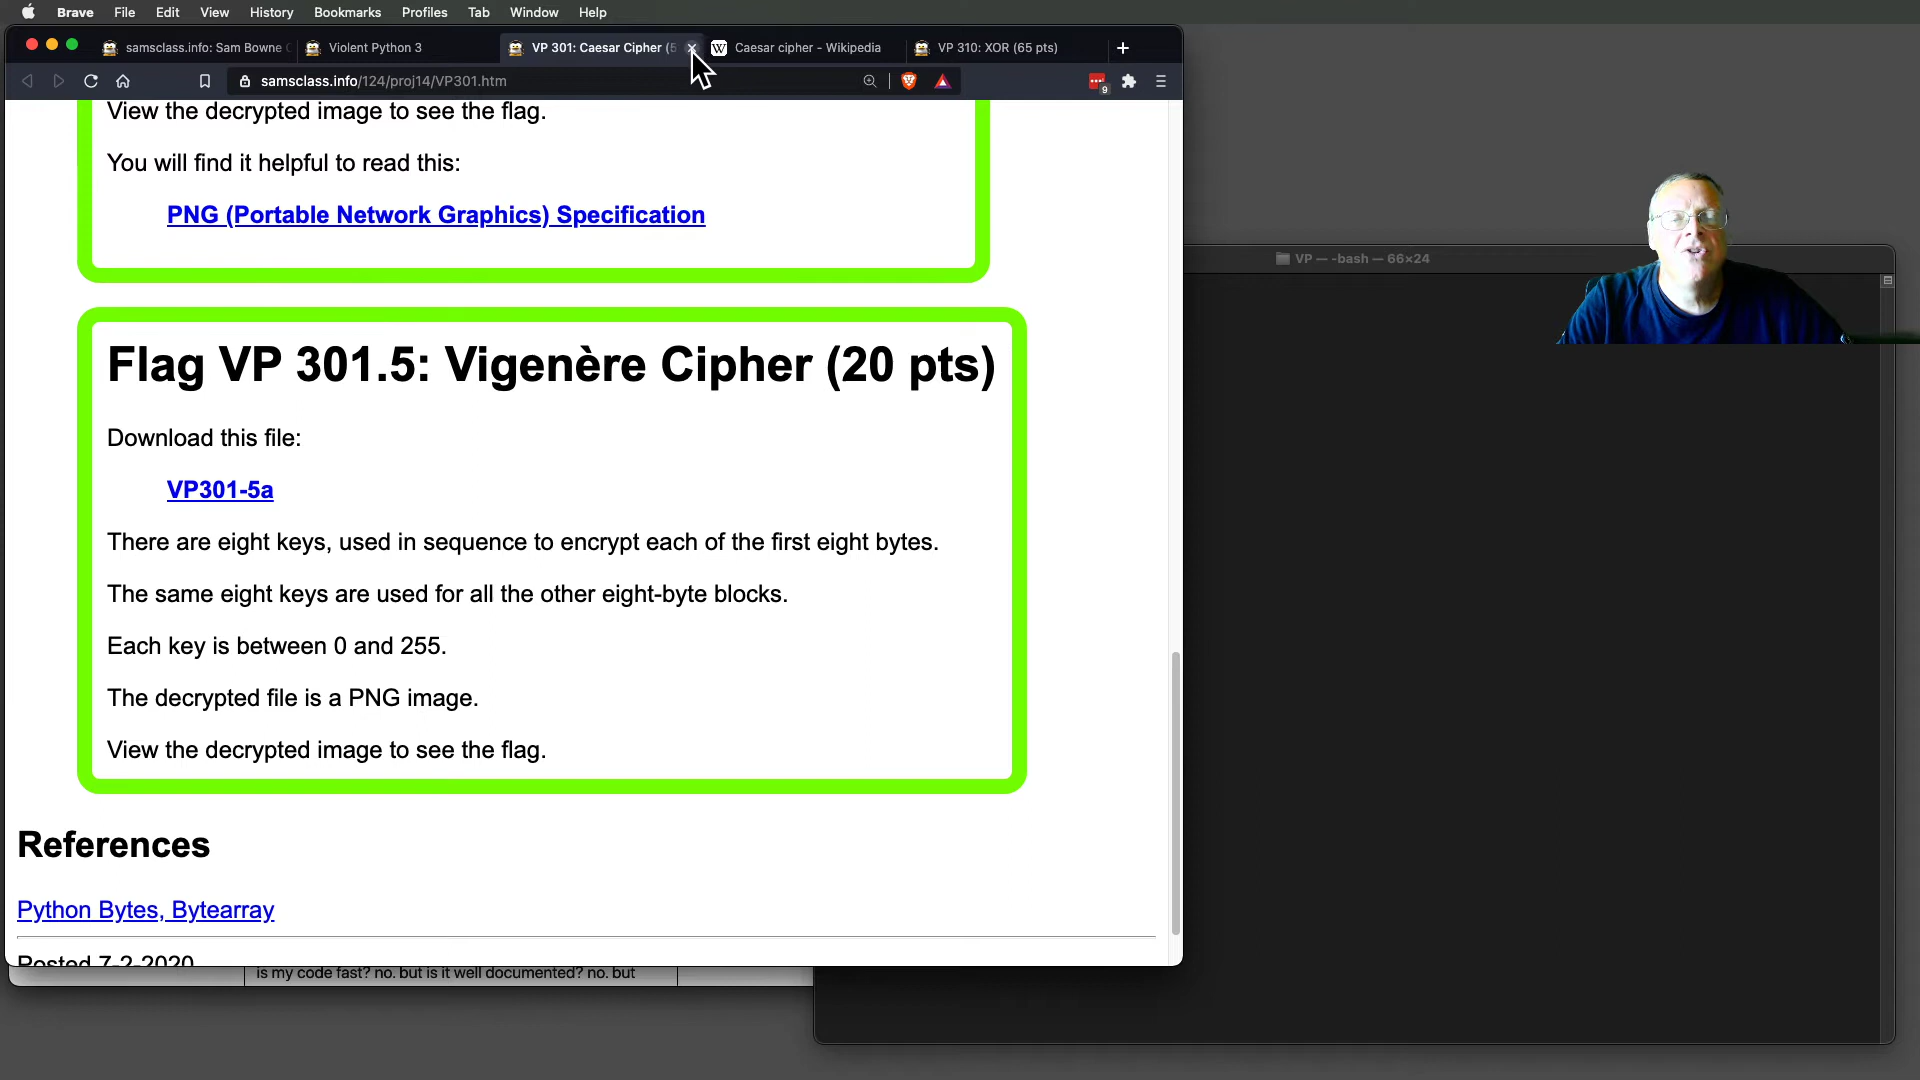 Brave File Edit View History Bookmarks Profiles Tab Window Help
samsclass.info: Sam Bowne
Violent Python 3
VP 301: Caesar Cipher (5
Caesar cipher - Wikipedia
VP 310: XOR (65 pts)
samsclass.info/124/proj14/VP301.htm
9
View the decrypted image to see the flag.
You will find it helpful to read this:
PNG (Portable Network Graphics) Specification
VP — -bash — 66×24
Flag VP 301.5: Vigenère Cipher (20 pts)
Download this file:
VP301-5a
There are eight keys, used in sequence to encrypt each of the first eight bytes.
The same eight keys are used for all the other eight-byte blocks.
Each key is between 0 and 255.
The decrypted file is a PNG image.
View the decrypted image to see the flag.
References
Python Bytes, Bytearray
Posted 7-2-2020
is my code fast? no. but is it well documented? no. but